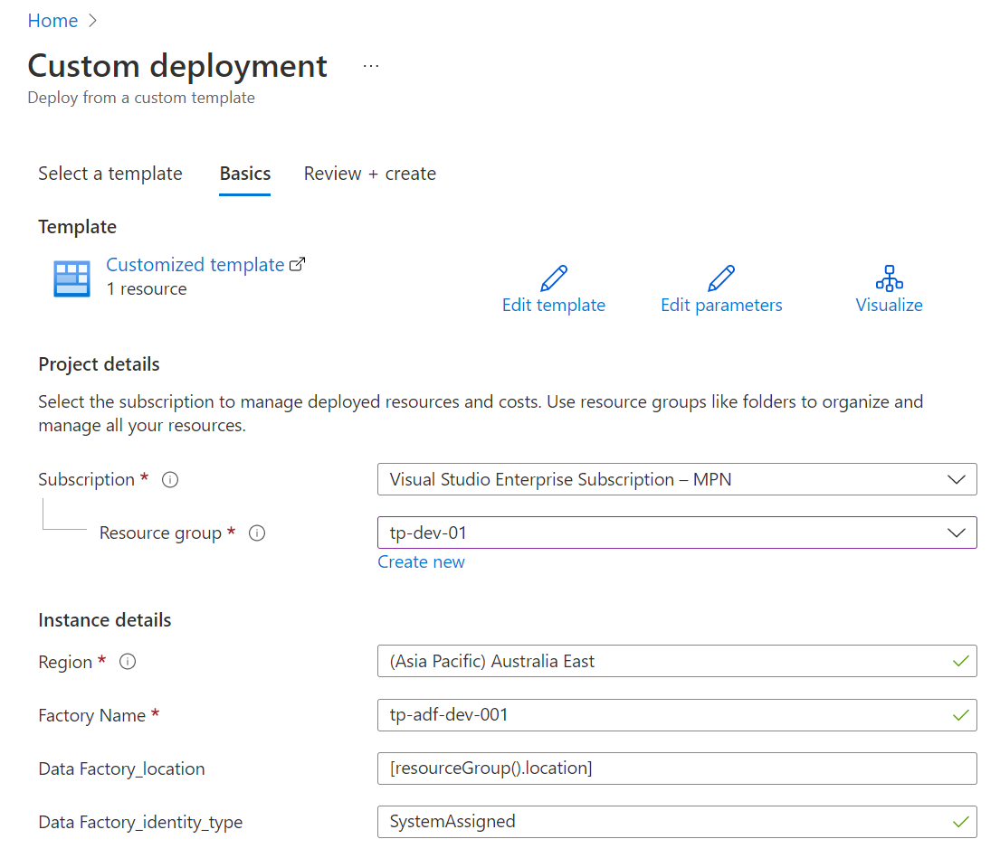 Home
Custom deployment ...
Deploy from a custom template
Select a template Basics Review + create
Template
Customized template
1 resource
Edit template Edit parameters Visualize
Project details
Select the subscription to manage deployed resources and costs. Use resource groups like folders to organize and
manage all your resources.
Subscription * Visual Studio Enterprise Subscription – MPN
Resource group * tp-dev-01
Create new
Instance details
Region * (Asia Pacific) Australia East
Factory Name * tp-adf-dev-001
Data Factory_location [resourceGroup().location]
Data Factory_identity_type SystemAssigned